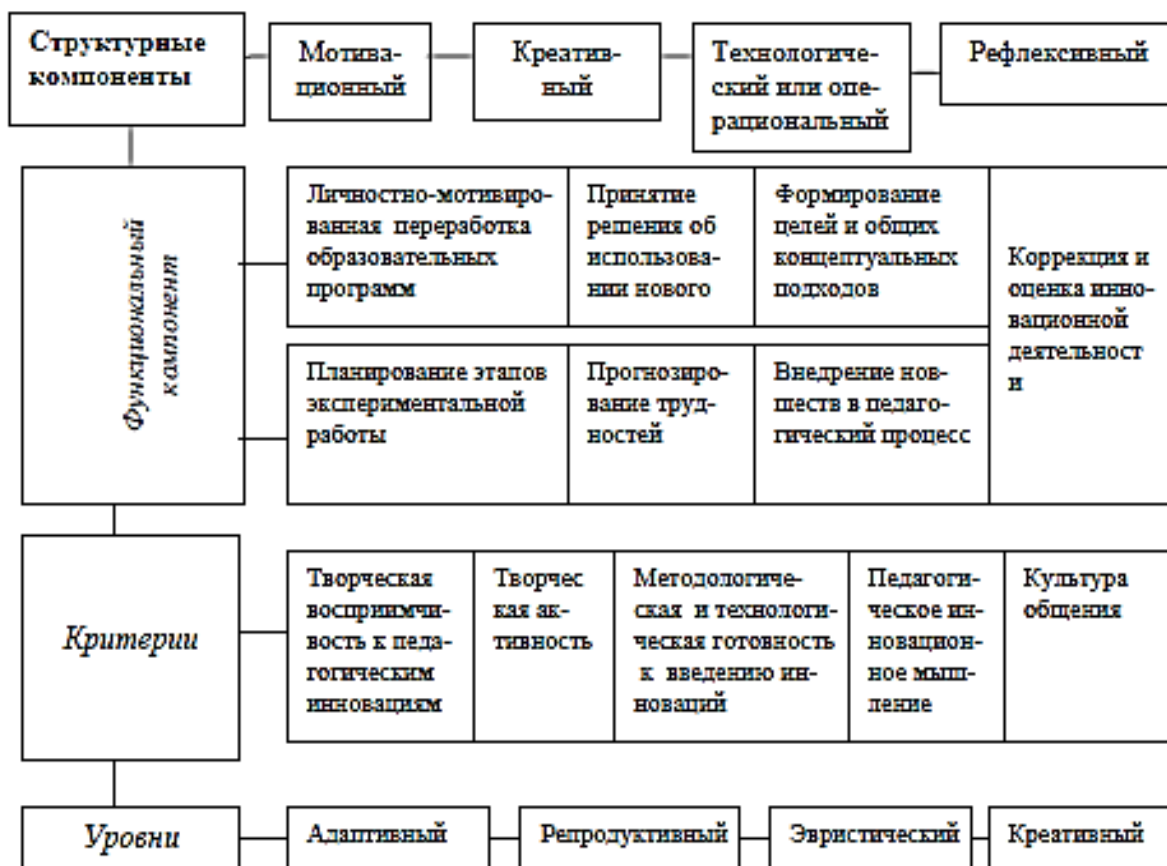 Структурные
компоненты
Мотива-
ционный
Креатив-
ный
Технологиче-
ский или опе-
рациональный
Рефлексивный
Функциональный
кампонент
Личностно-мотивиро-
ванная переработка
образовательных
программ
Принятие
решения об
использова-
нии нового
Формирование
целей и общих
концептуальных
подходов
Коррекция и
оценка инно-
вационной
деятельност
и
Планирование этапов
экспериментальной
работы
Прогнозиро-
вание труд-
ностей
Внедрение нов-
шеств в педаго-
гический процесс
Критерии
Творческая
восприимчи-
вость к педа-
гогическим
инновациям
Творчес
кая ак-
тивность
Методологиче-
ская и технологи-
ческая готовность
к введению ин-
новаций
Педагоги-
ческое ин-
новацион-
ное мыш-
ление
Культура
общения
Уровни
Адаптивный
Репродуктивный
Эвристический
Креативный